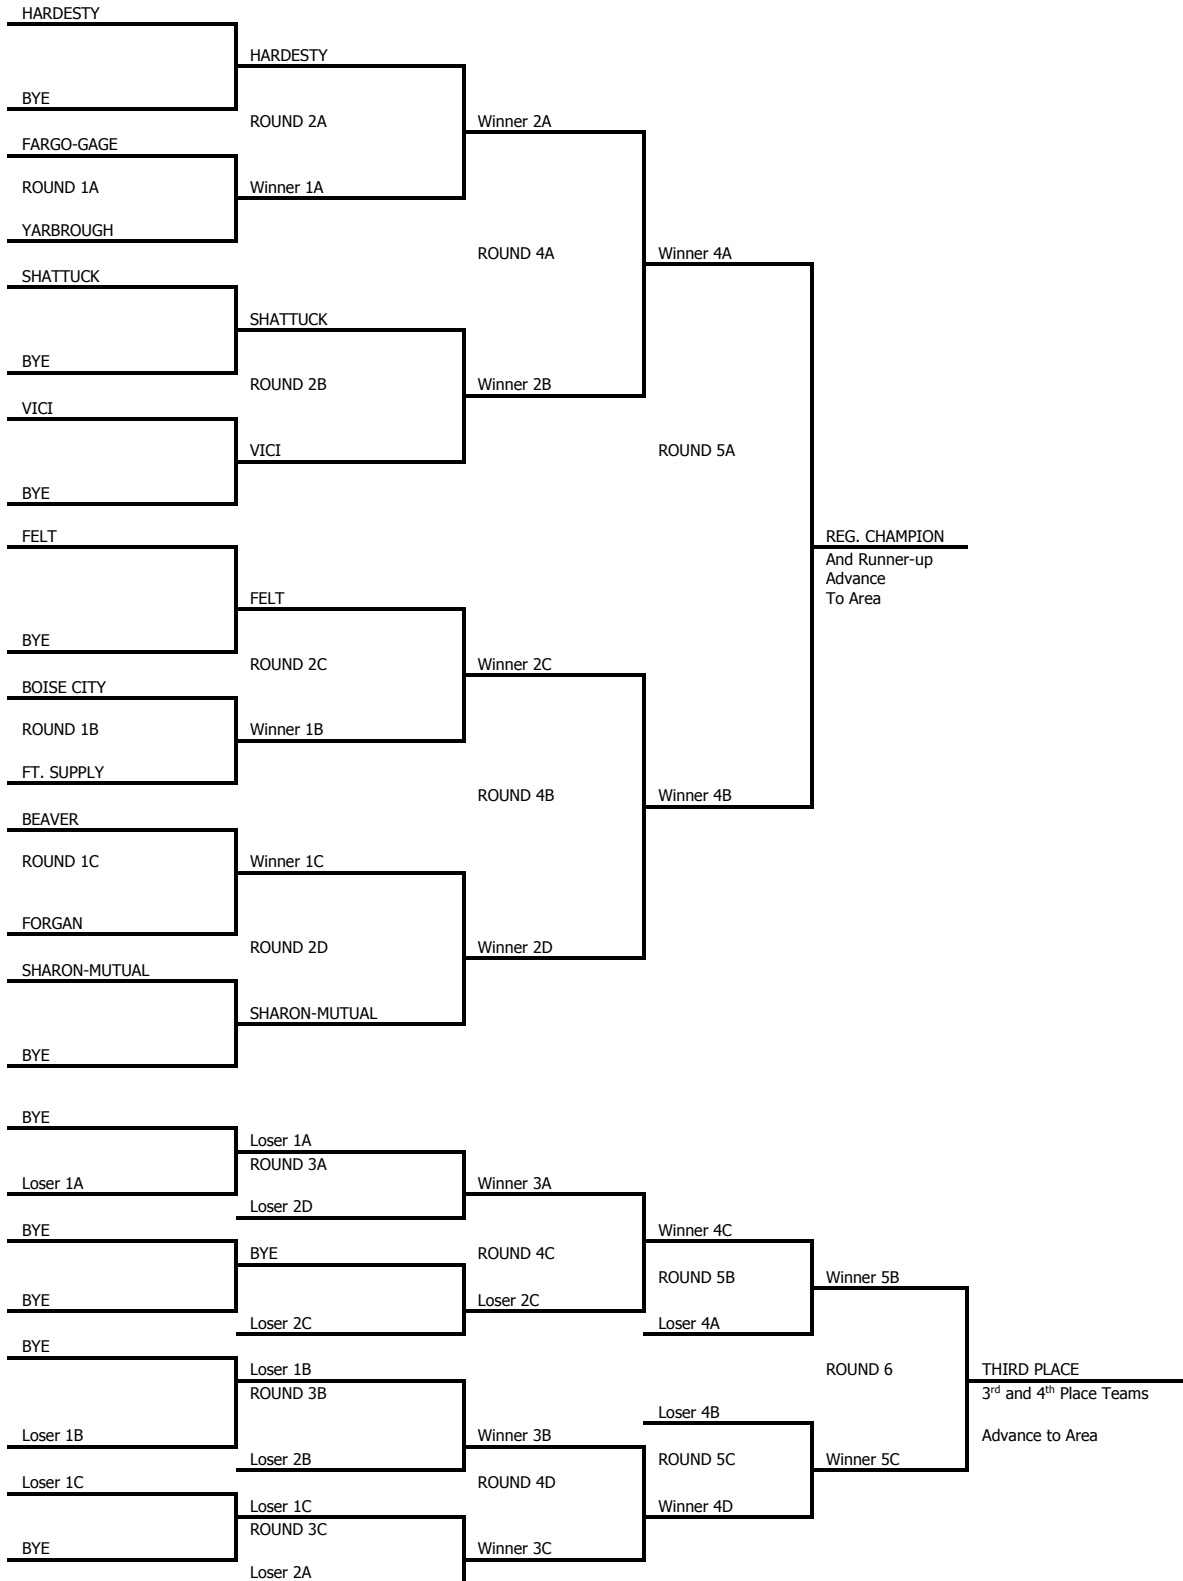 HARDESTY
HARDESTY
BYE
ROUND 2A
Winner 2A
FARGO-GAGE
ROUND 1A
Winner 1A
YARBROUGH
ROUND 4A
Winner 4A
SHATTUCK
SHATTUCK
BYE
ROUND 2B
Winner 2B
VICI
VICI
ROUND 5A
BYE
FELT
REG. CHAMPION
And Runner-up
Advance
To Area
FELT
BYE
ROUND 2C
Winner 2C
BOISE CITY
ROUND 1B
Winner 1B
FT. SUPPLY
ROUND 4B
Winner 4B
BEAVER
ROUND 1C
Winner 1C
FORGAN
ROUND 2D
Winner 2D
SHARON-MUTUAL
SHARON-MUTUAL
BYE
BYE
Loser 1A
ROUND 3A
Loser 1A
Winner 3A
Loser 2D
BYE
Winner 4C
BYE
ROUND 4C
ROUND 5B
Winner 5B
BYE
Loser 2C
Loser 2C
Loser 4A
BYE
Loser 1B
ROUND 6
THIRD PLACE
ROUND 3B
3rd and 4th Place Teams
Loser 4B
Loser 1B
Winner 3B
Advance to Area
Loser 2B
ROUND 5C
Winner 5C
Loser 1C
ROUND 4D
Loser 1C
Winner 4D
ROUND 3C
BYE
Winner 3C
Loser 2A